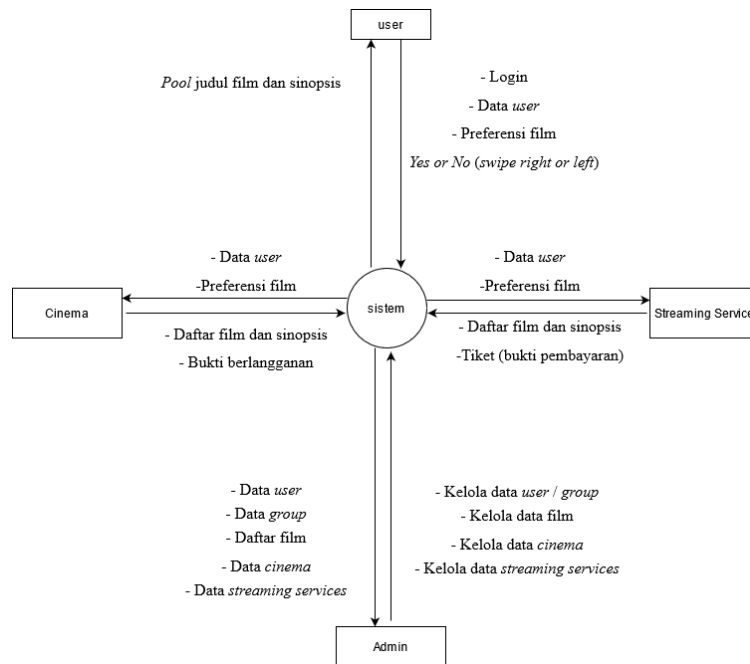 user
Pool judul film dan sinopsis
- Login
- Data user
- Preferensi film
Yes or No (swipe right or left)
- Data user
-Preferensi film
- Data user
-Preferensi film
Cinema
sistem
Streaming Service
- Daftar film dan sinopsis
- Bukti berlangganan
- Daftar film dan sinopsis
-Tiket (bukti pembayaran)
- Data user
- Data group
- Daftar film
- Data cinema
- Data streaming services
- Kelola data user / group
- Kelola data film
- Kelola data cinema
- Kelola data streaming services
Admin